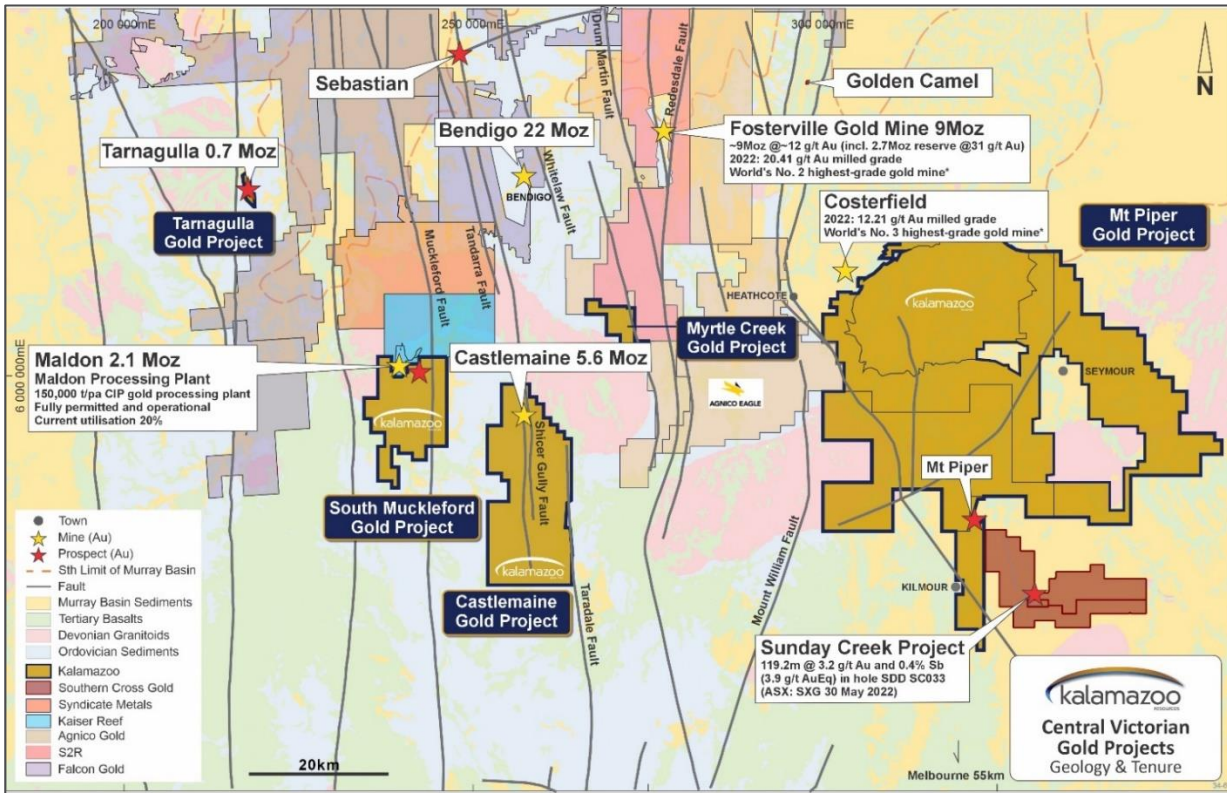 200 000mE
250 000mE
300 000mE
6 000 000mE
N
Sebastian
Golden Camel
Drum Martin Fault
Redesdale Fault
Bendigo 22 Moz
BENDIGO
Whitelaw Fault
Fosterville Gold Mine 9Moz
~9Moz @~12 g/t Au (incl. 2.7Moz reserve @31 g/t Au)
2022: 20.41 g/t Au milled grade
World's No. 2 highest-grade gold mine*
Tarnagulla 0.7 Moz
Tarnagulla
Gold Project
Costerfield
2022: 12.21 g/t Au milled grade
World's No. 3 highest-grade gold mine*
Mt Piper
Gold Project
Muckleford Fault
Tandarra Fault
HEATHCOTE
kalamazoo
Myrtle Creek
Gold Project
AGNICO EAGLE
SEYMOUR
Maldon 2.1 Moz
Maldon Processing Plant
150,000 t/pa CIP gold processing plant
Fully permitted and operational
Current utilisation 20%
Castlemaine 5.6 Moz
kalamazoo
Shicer Gully Fault
South Muckleford
Gold Project
kalamazoo
Castlemaine
Gold Project
Taradale Fault
Mount William Fault
Mt Piper
KILMOUR
Sunday Creek Project
119.2m @ 3.2 g/t Au and 0.4% Sb
(3.9 g/t AuEq) in hole SDD SC033
(ASX: SXG 30 May 2022)
Town
Mine (Au)
Prospect (Au)
Sth Limit of Murray Basin
Fault
Murray Basin Sediments
Tertiary Basalts
Devonian Granitoids
Ordovician Sediments
Kalamazoo
Southern Cross Gold
Syndicate Metals
Kaiser Reef
Agnico Gold
S2R
Falcon Gold
20km
Melbourne 55km
kalamazoo
RESOURCES
Central Victorian
Gold Projects
Geology & Tenure